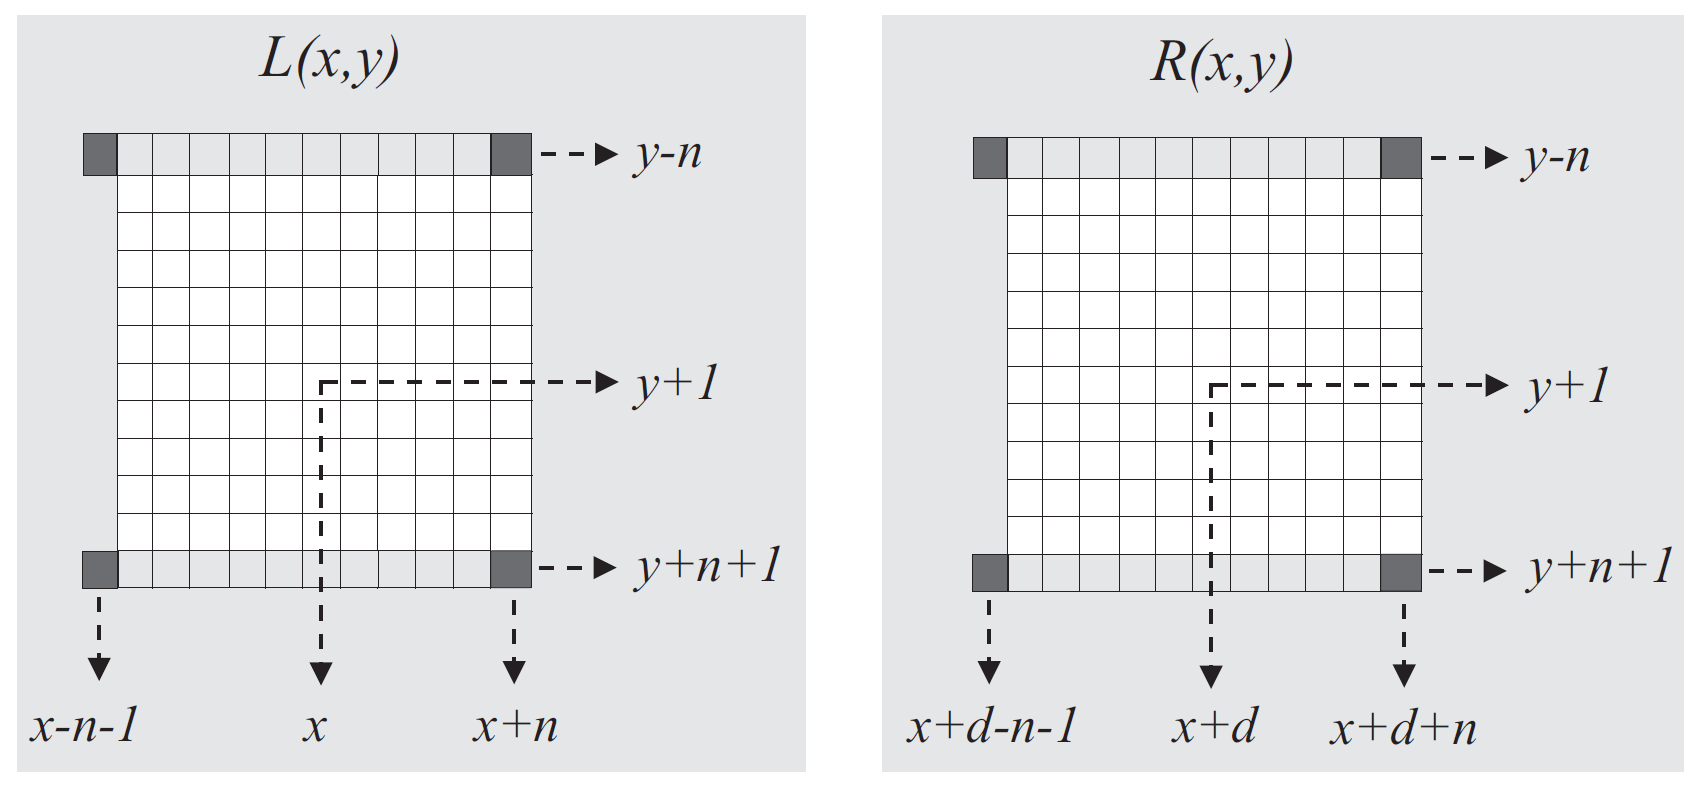 L(x,y)
y-n
y+1
y+n+1
x-n-1
x
x+n
R(x,y)
y-n
y+1
y+n+1
x+d-n-1
x+d
x+d+n